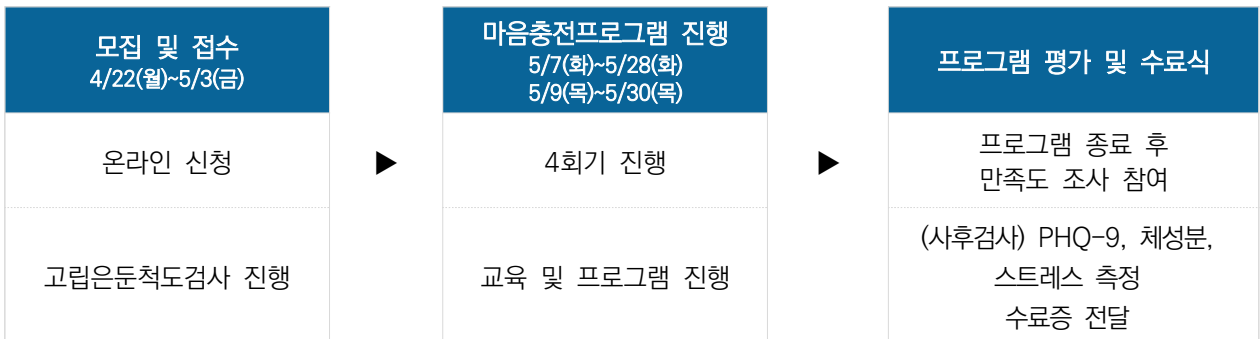 모집 및 접수
4/22(월)~5/3(금)
온라인 신청
고립은둔척도검사 진행
▶
마음충전프로그램 진행
5/7(화)~5/28(화)
5/9(목)~5/30(목)
4회기 진행
교육 및 프로그램 진행
▶
프로그램 평가 및 수료식
프로그램 종료 후
만족도 조사 참여
(사후검사) PHQ-9, 체성분,
스트레스 측정
수료증 전달